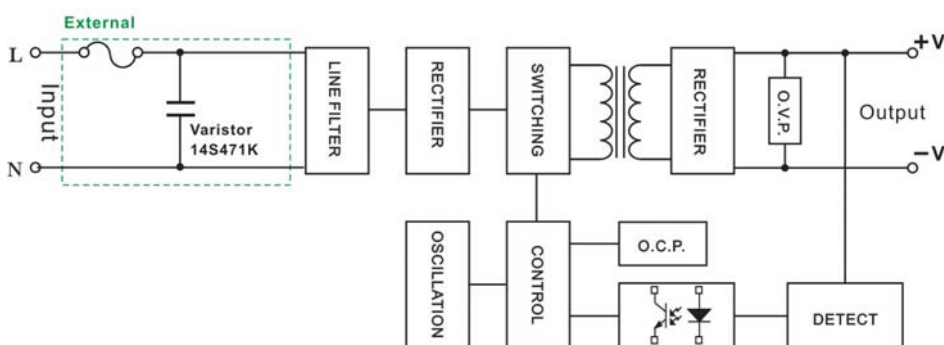 External
L
N
Input
Varistor
14S471K
LINE FILTER
RECTIFIER
SWITCHING
RECTIFIER
O.V.P.
+V
Output
−V
OSCILLATION
CONTROL
O.C.P.
DETECT